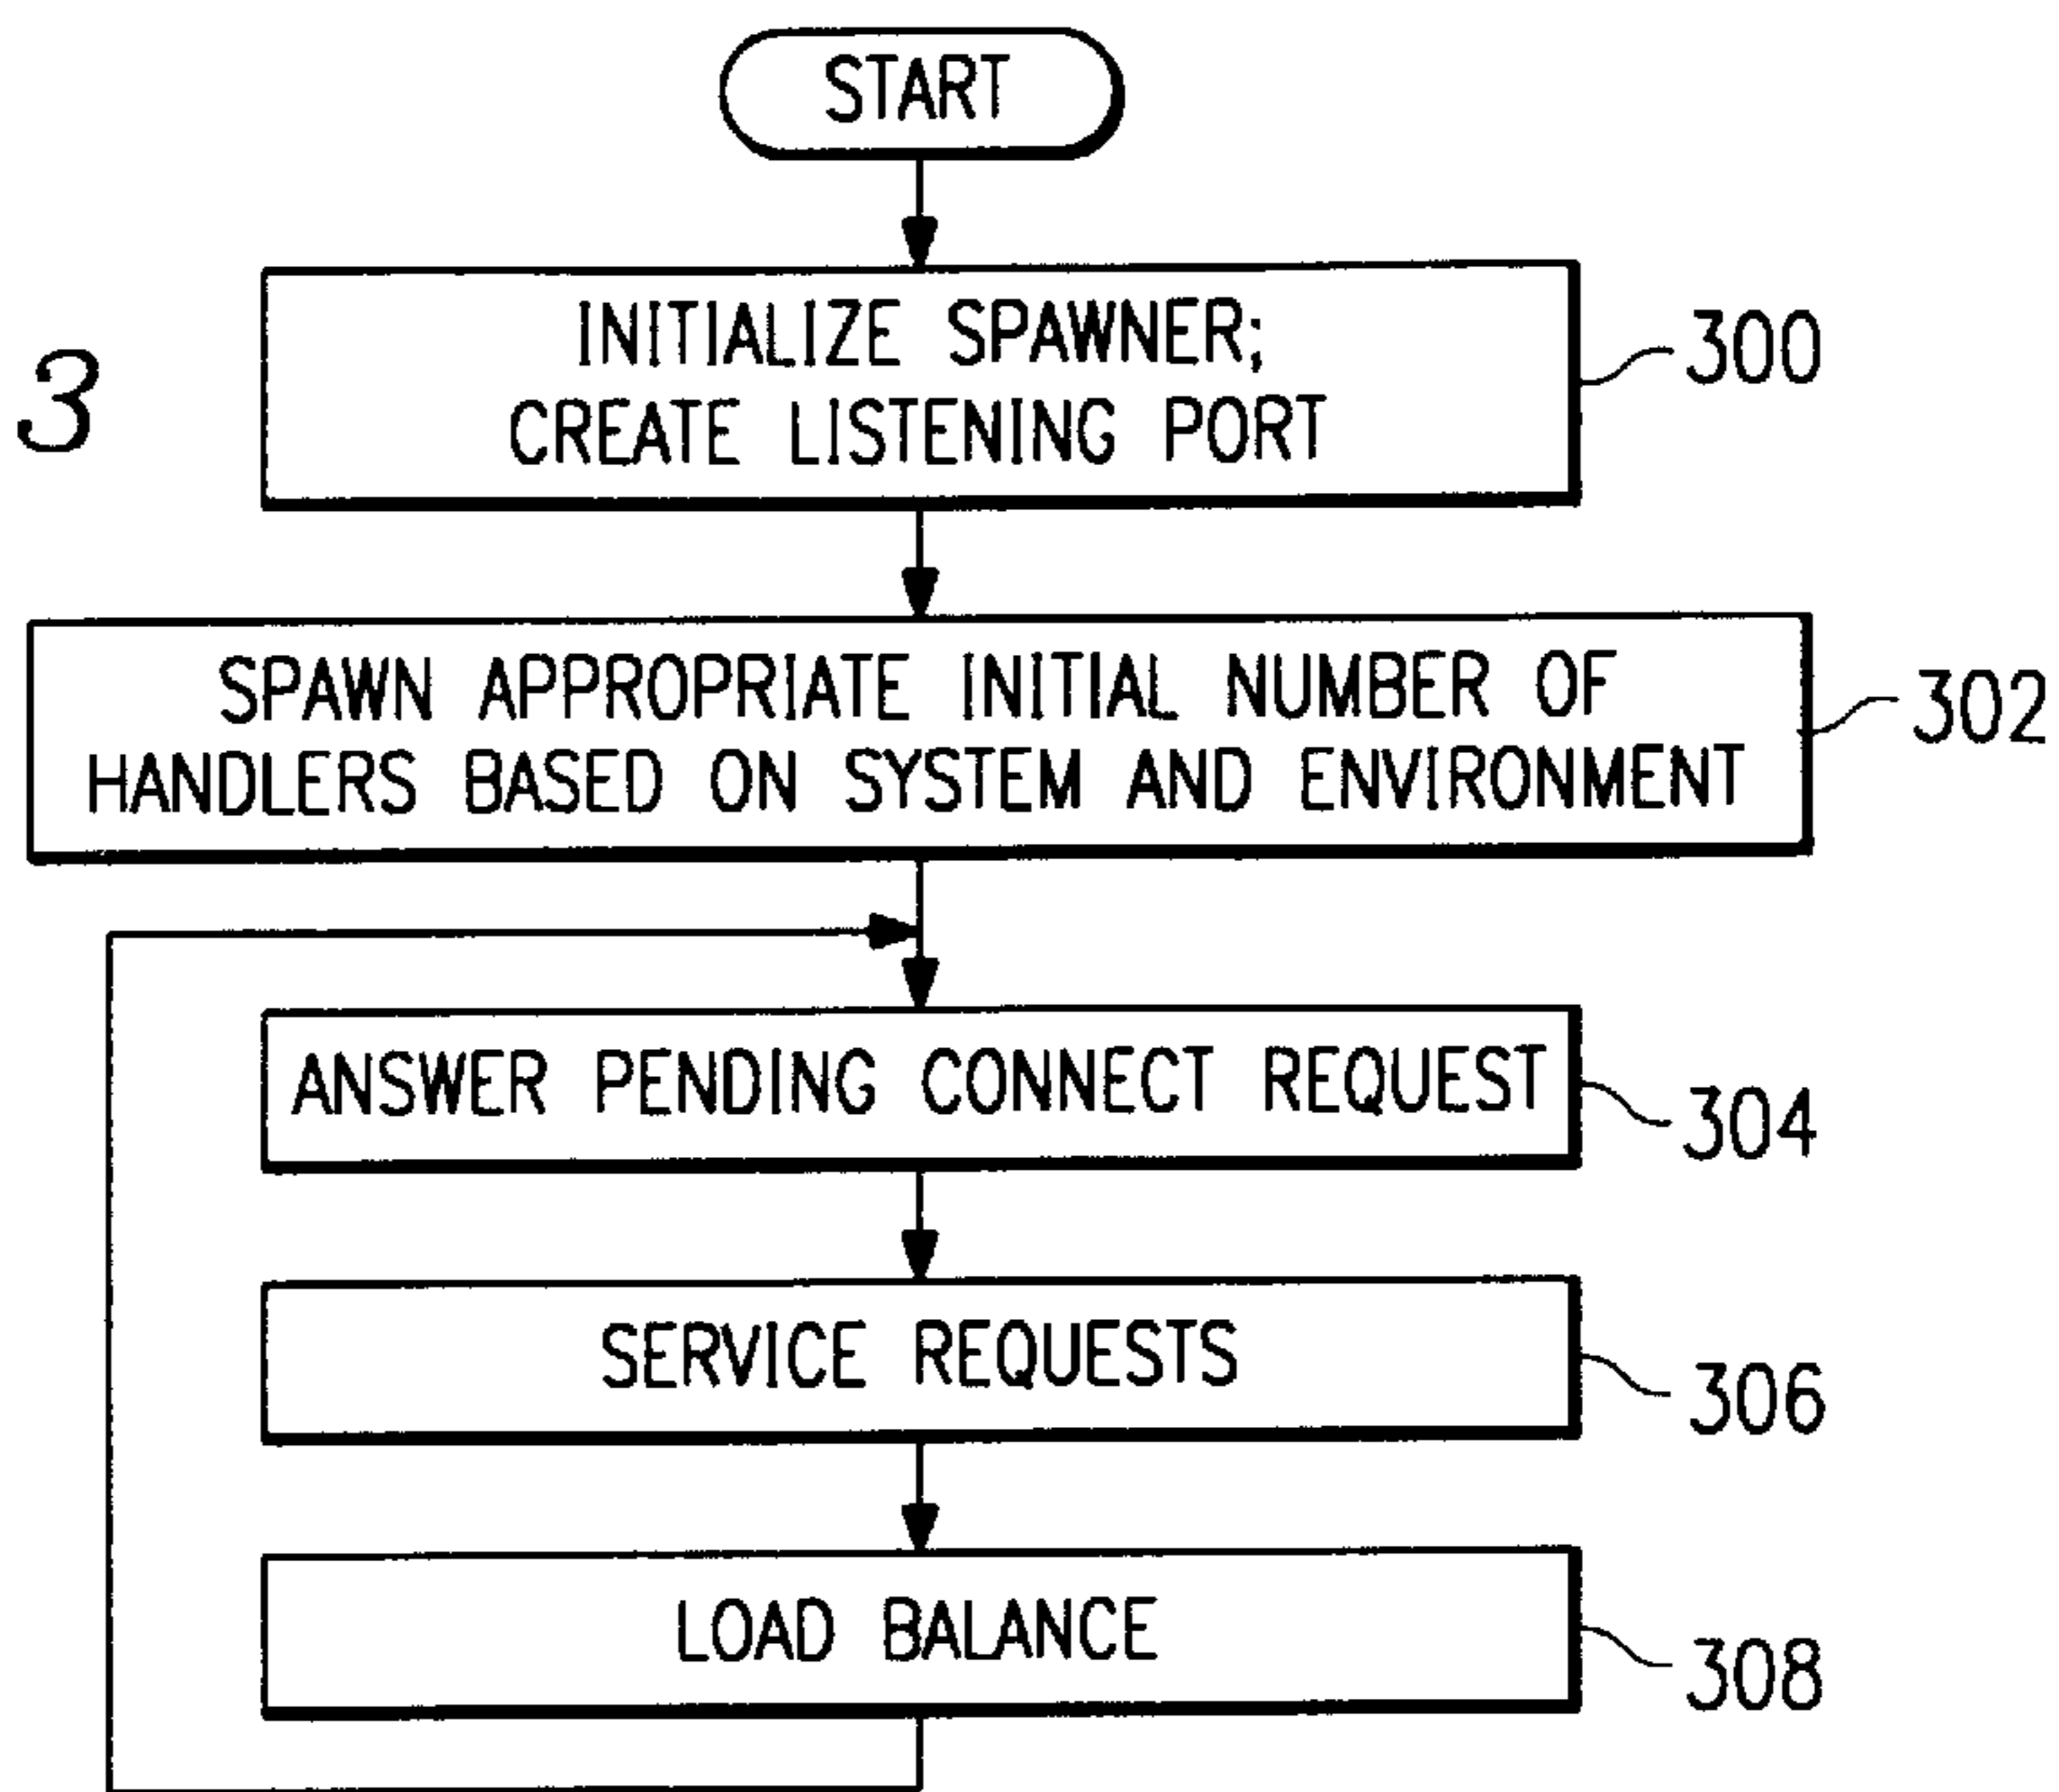 START
3
INITIALIZE SPAWNER;
CREATE LISTENING PORT
300
SPAWN APPROPRIATE INITIAL NUMBER OF
HANDLERS BASED ON SYSTEM AND ENVIRONMENT
302
ANSWER PENDING CONNECT REQUEST
304
SERVICE REQUESTS
306
LOAD BALANCE
308